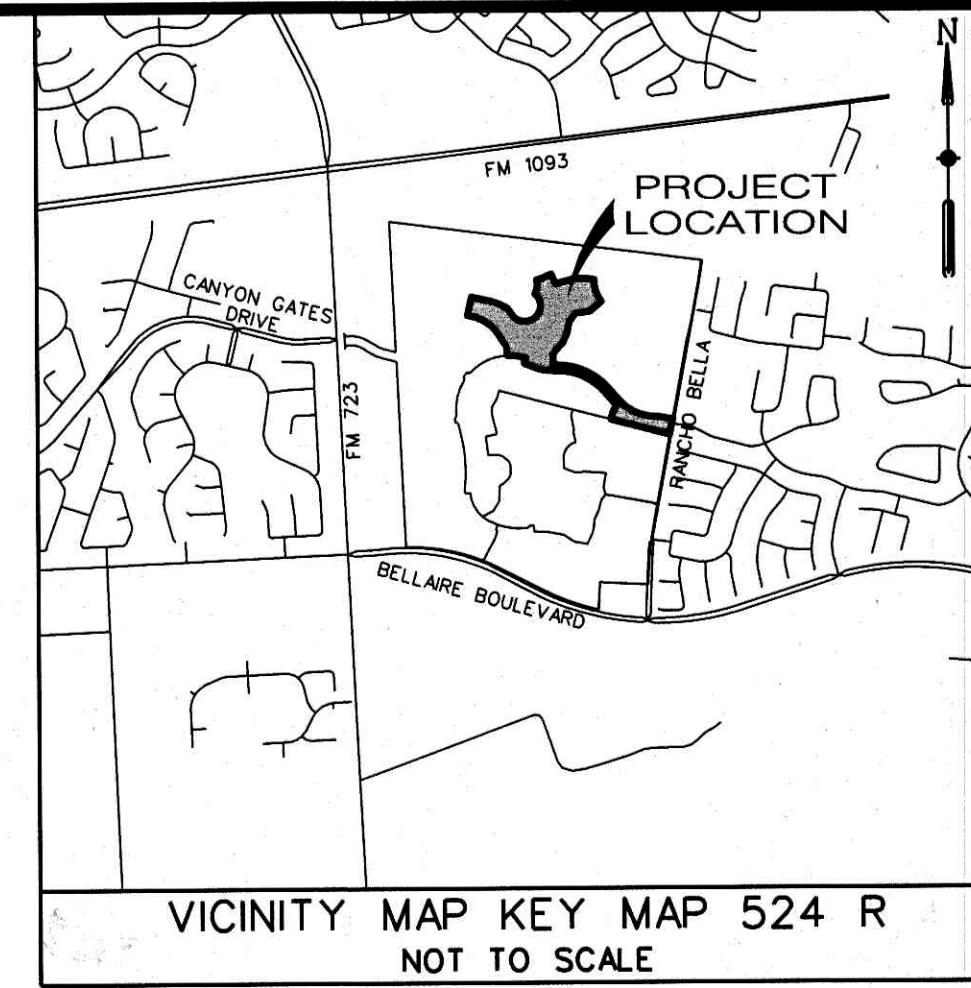 N
FM 1093
PROJECT
LOCATION
CANYON GATES
DRIVE
FM 723
RANCHO BELLA
BELLAIRE BOULEVARD
VICINITY MAP KEY MAP 524 R
NOT TO SCALE